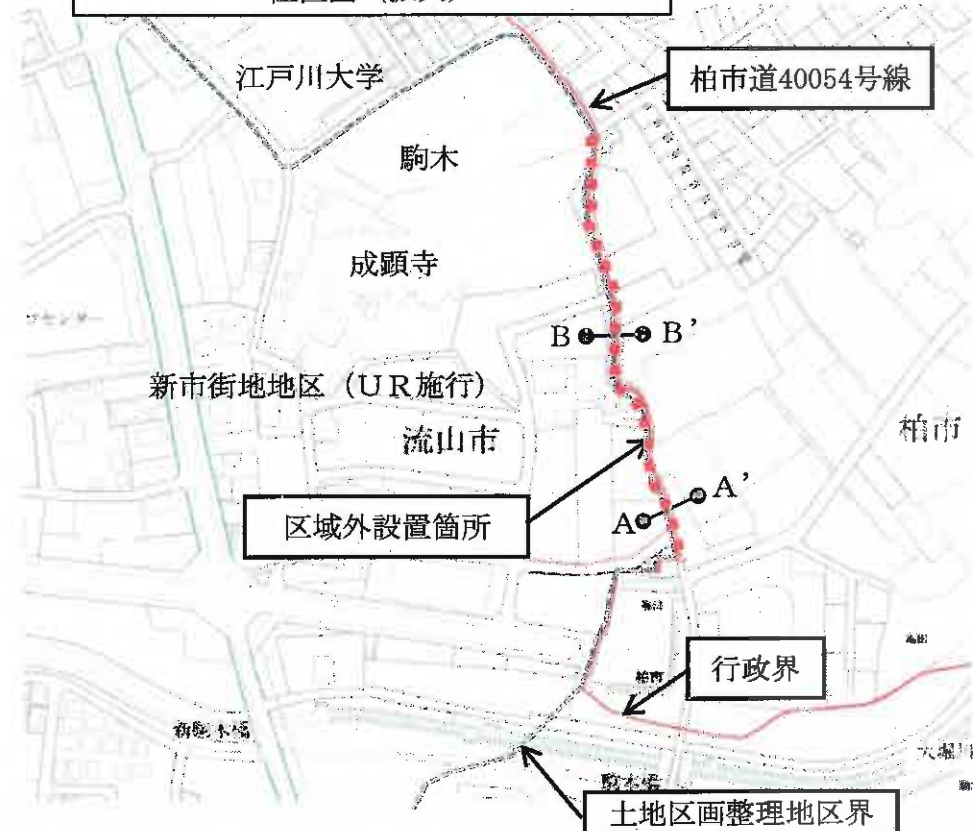 江戸川大学
柏市道40054号線
駒木
成顕寺
B B'
新市街地地区（ＵＲ施行）
流山市
柏市
A A'
区域外設置箇所
行政界
柏市
土地区画整理地区界